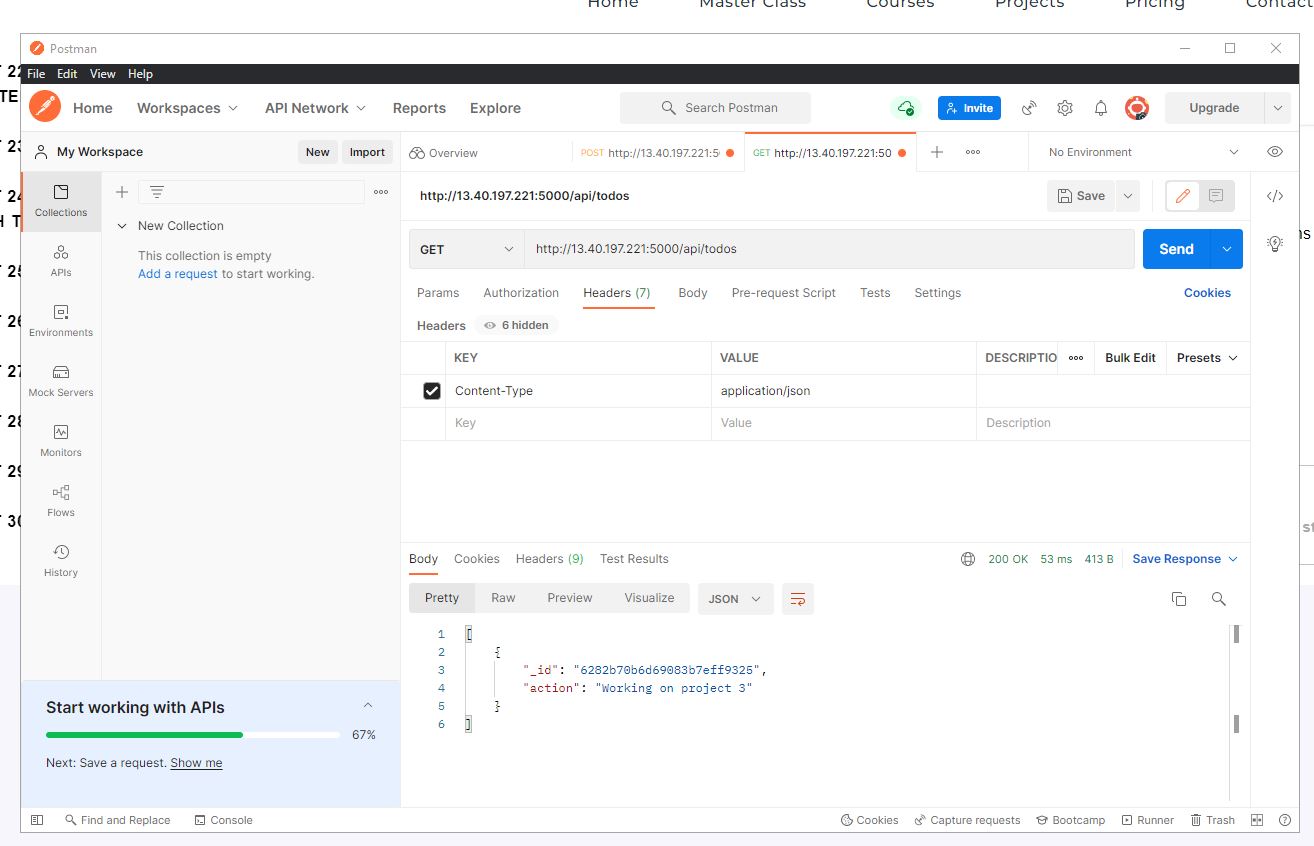 Home Master Class Courses Projects Pricing Contact
Postman
File Edit View Help
Home Workspaces API Network Reports Explore Search Postman Invite Upgrade
My Workspace New Import
Overview POST http://13.40.197.221:5 GET http://13.40.197.221:50 No Environment
Collections
APIs
Environments
Mock Servers
Monitors
Flows
History
New Collection
This collection is empty
Add a request to start working.
http://13.40.197.221:5000/api/todos Save
GET http://13.40.197.221:5000/api/todos Send
Params Authorization Headers (7) Body Pre-request Script Tests Settings Cookies
Headers 6 hidden
KEY VALUE DESCRIPTIO Bulk Edit Presets
Content-Type application/json
Key Value Description
Body Cookies Headers (9) Test Results 200 OK 53 ms 413 B Save Response
Pretty Raw Preview Visualize JSON
1 [
2 {
3 "_id": "6282b70b6d69083b7eff9325",
4 "action": "Working on project 3"
5 }
6 ]
Start working with APIs
67%
Next: Save a request. Show me
Find and Replace Console Cookies Capture requests Bootcamp Runner Trash